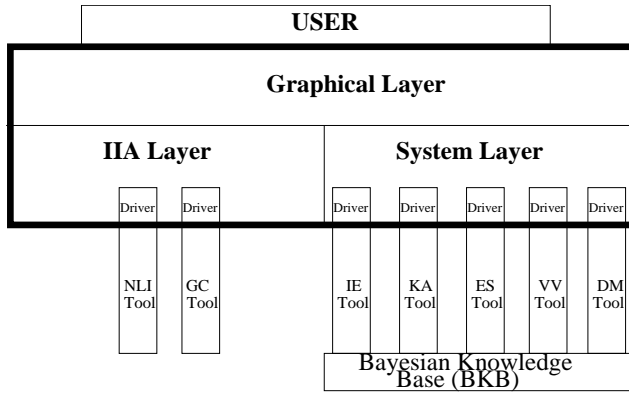 USER
Graphical Layer
IIA Layer
System Layer
Driver
Driver
Driver
Driver
Driver
Driver
Driver
NLI
Tool
GC
Tool
IE
Tool
KA
Tool
ES
Tool
VV
Tool
DM
Tool
Bayesian Knowledge
Base (BKB)